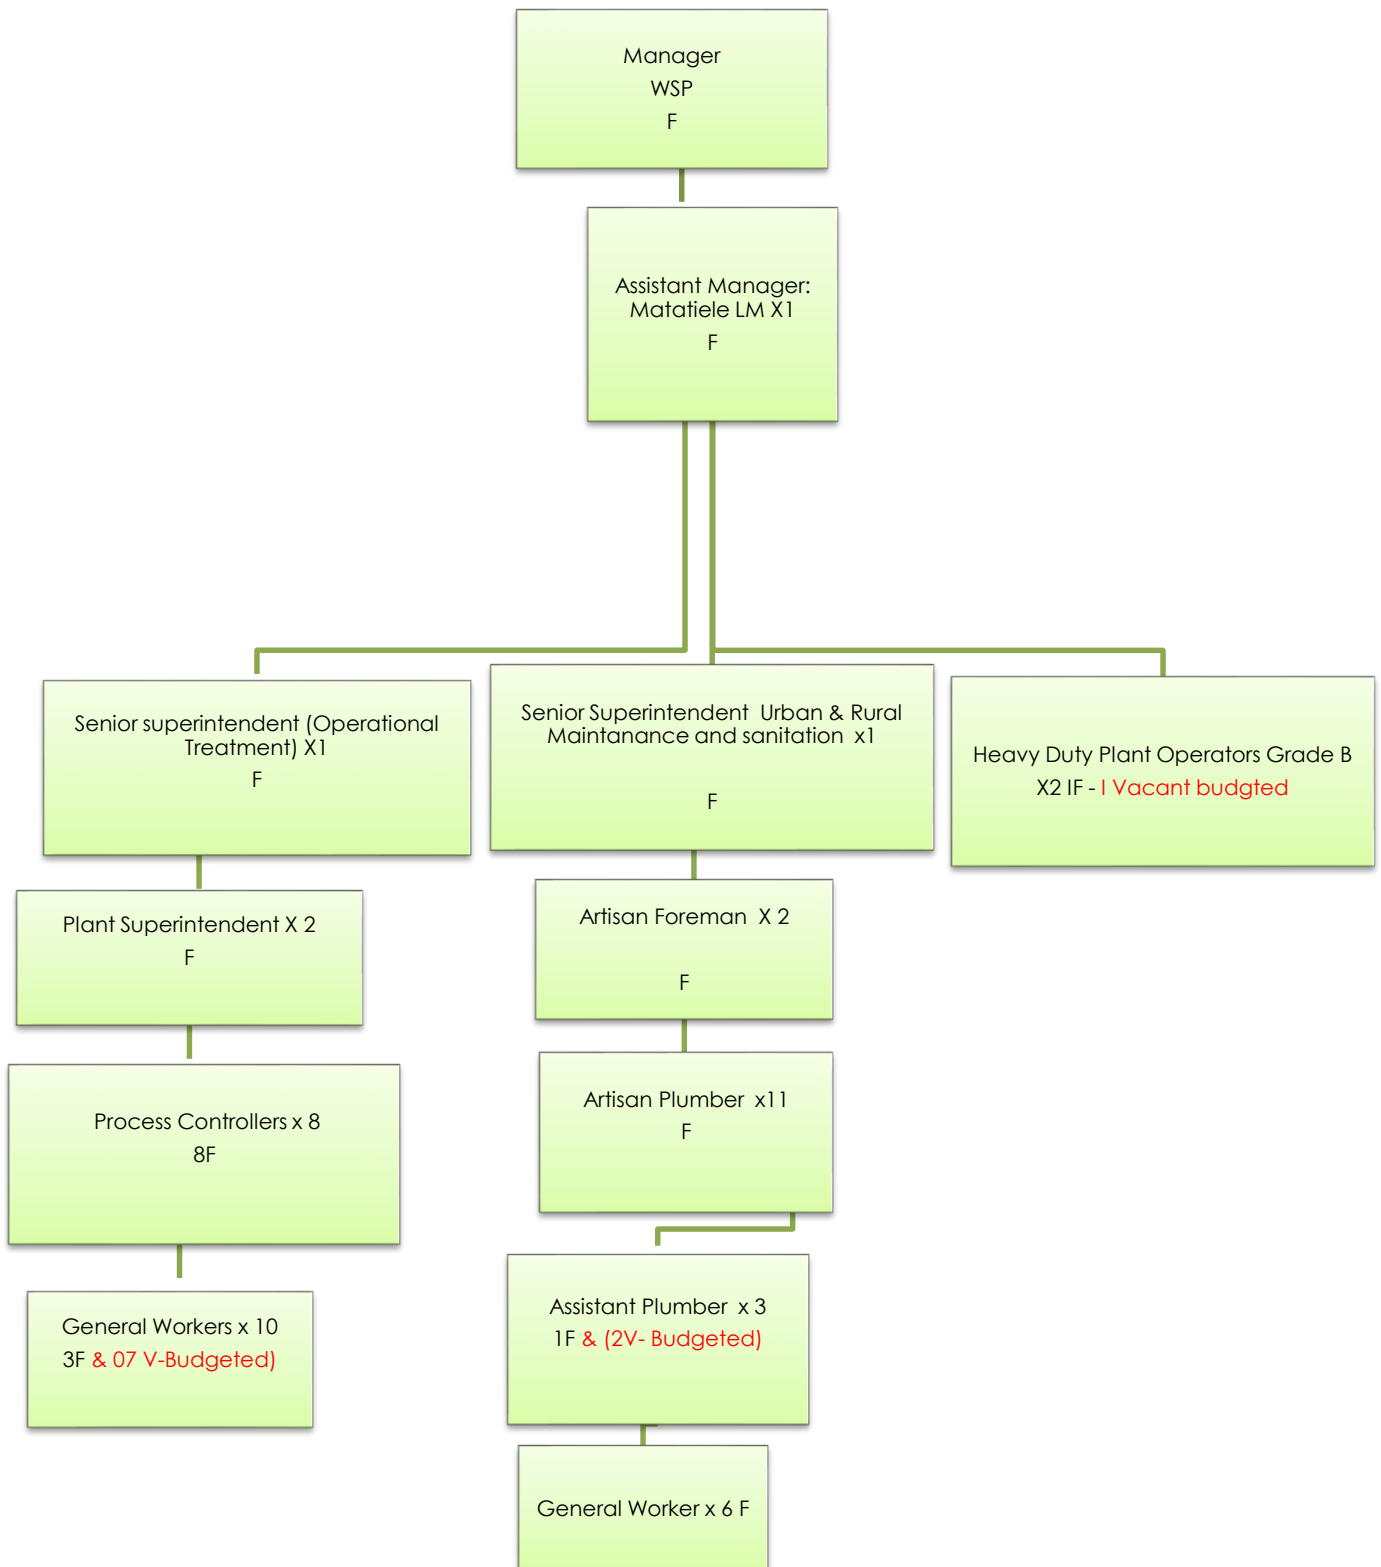 Manager
WSP
F
Assistant Manager:
Matatiele LM X1
F
Senior superintendent (Operational
Treatment) X1
F
Senior Superintendent Urban & Rural
Maintanance and sanitation x1
F
Heavy Duty Plant Operators Grade B
X2 IF - I Vacant budgted
Plant Superintendent X 2
F
Artisan Foreman X 2
F
Process Controllers x 8
8F
Artisan Plumber x11
F
General Workers x 10
3F & 07 V-Budgeted)
Assistant Plumber x 3
1F & (2V- Budgeted)
General Worker x 6 F